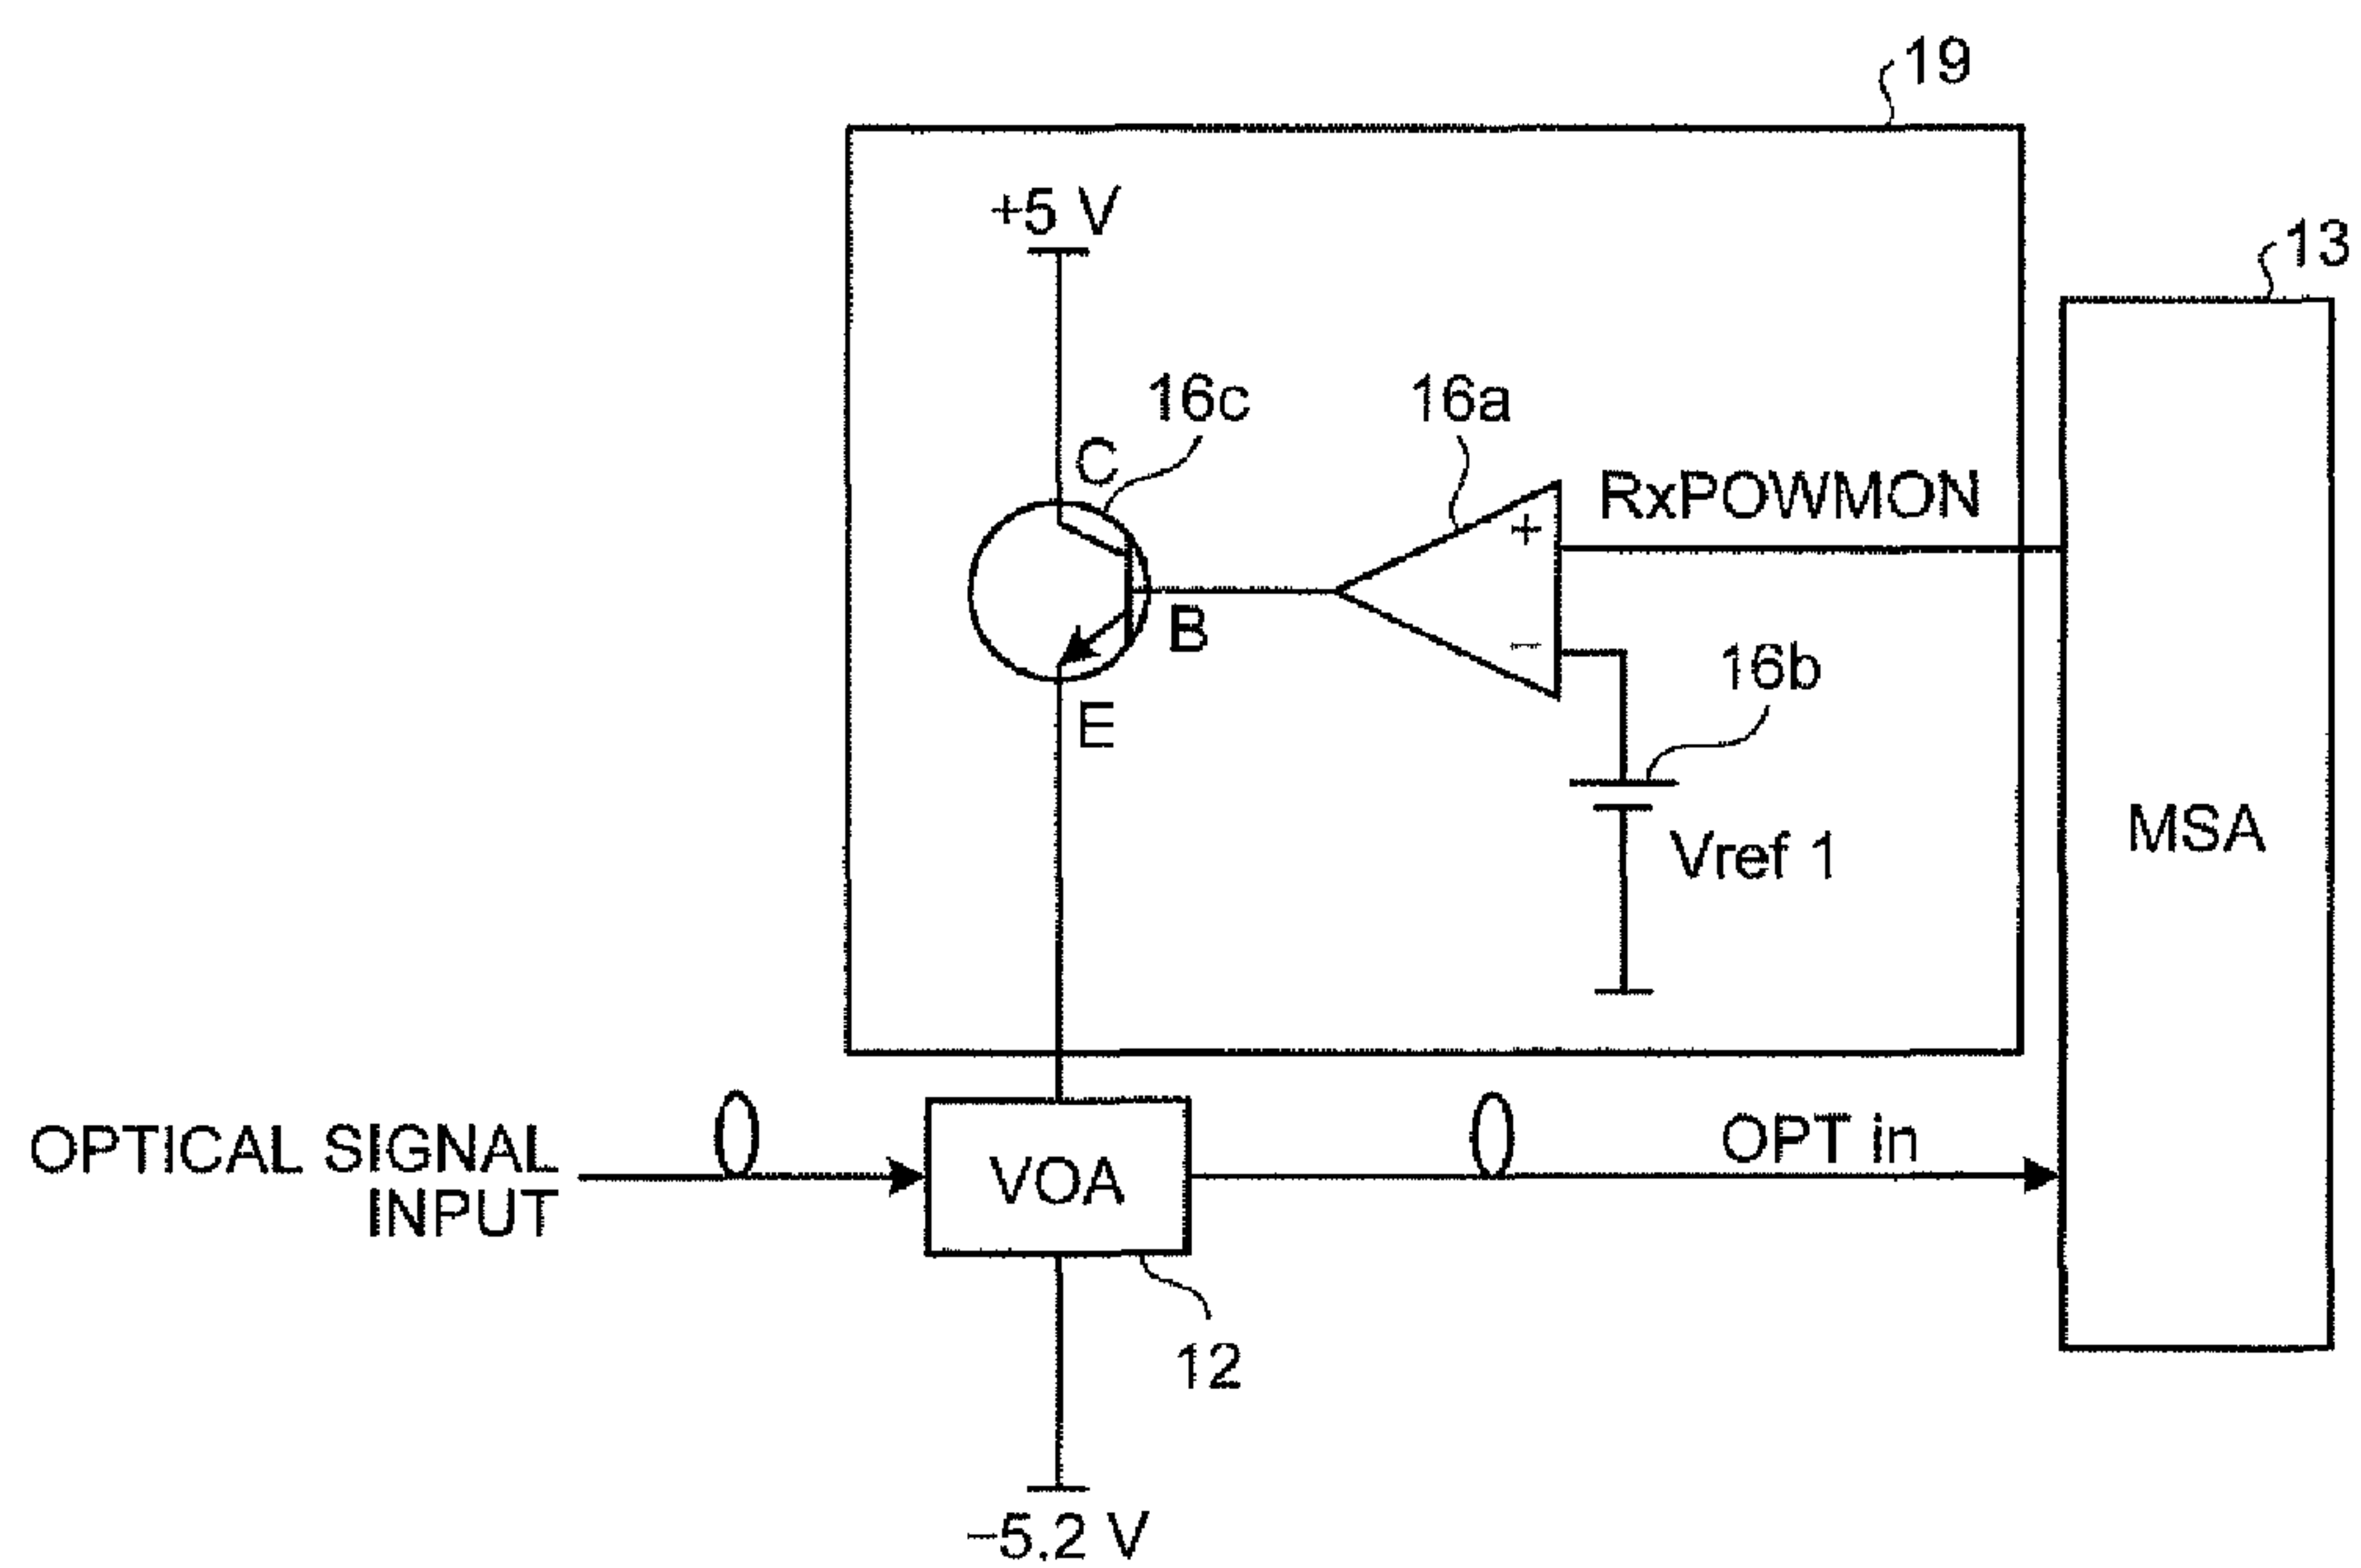 19
+5 V
13
16c
16a
C
RxPOWMON
+
B
−
16b
E
Vref 1
MSA
OPTICAL SIGNAL
INPUT
VOA
OPT in
12
−5.2 V